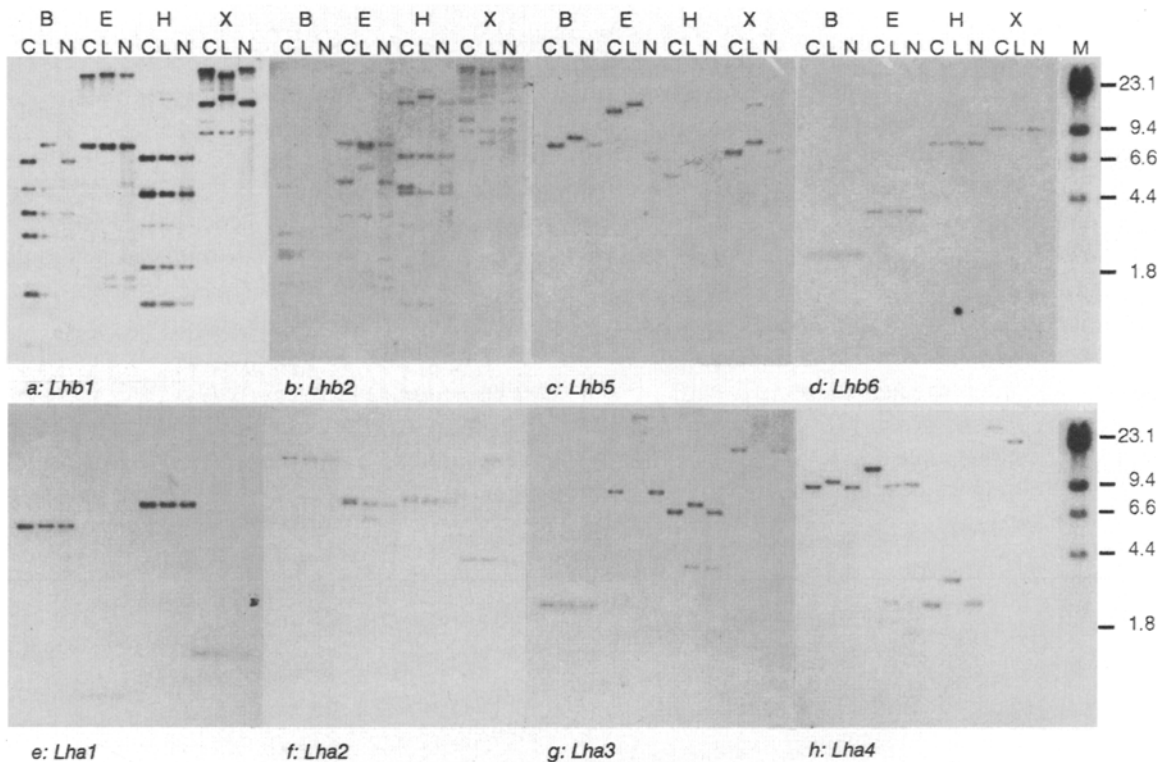 B E H X B E H X B E H X B E H X
C L N C L N C L N C L N C L N C L N C L N C L N C L N C L N C L N C L N C L N C L N C L N C L N M
23.1
9.4
6.6
4.4
1.8
a: Lhb1 b: Lhb2 c: Lhb5 d: Lhb6
23.1
9.4
6.6
4.4
1.8
e: Lha1 f: Lha2 g: Lha3 h: Lha4